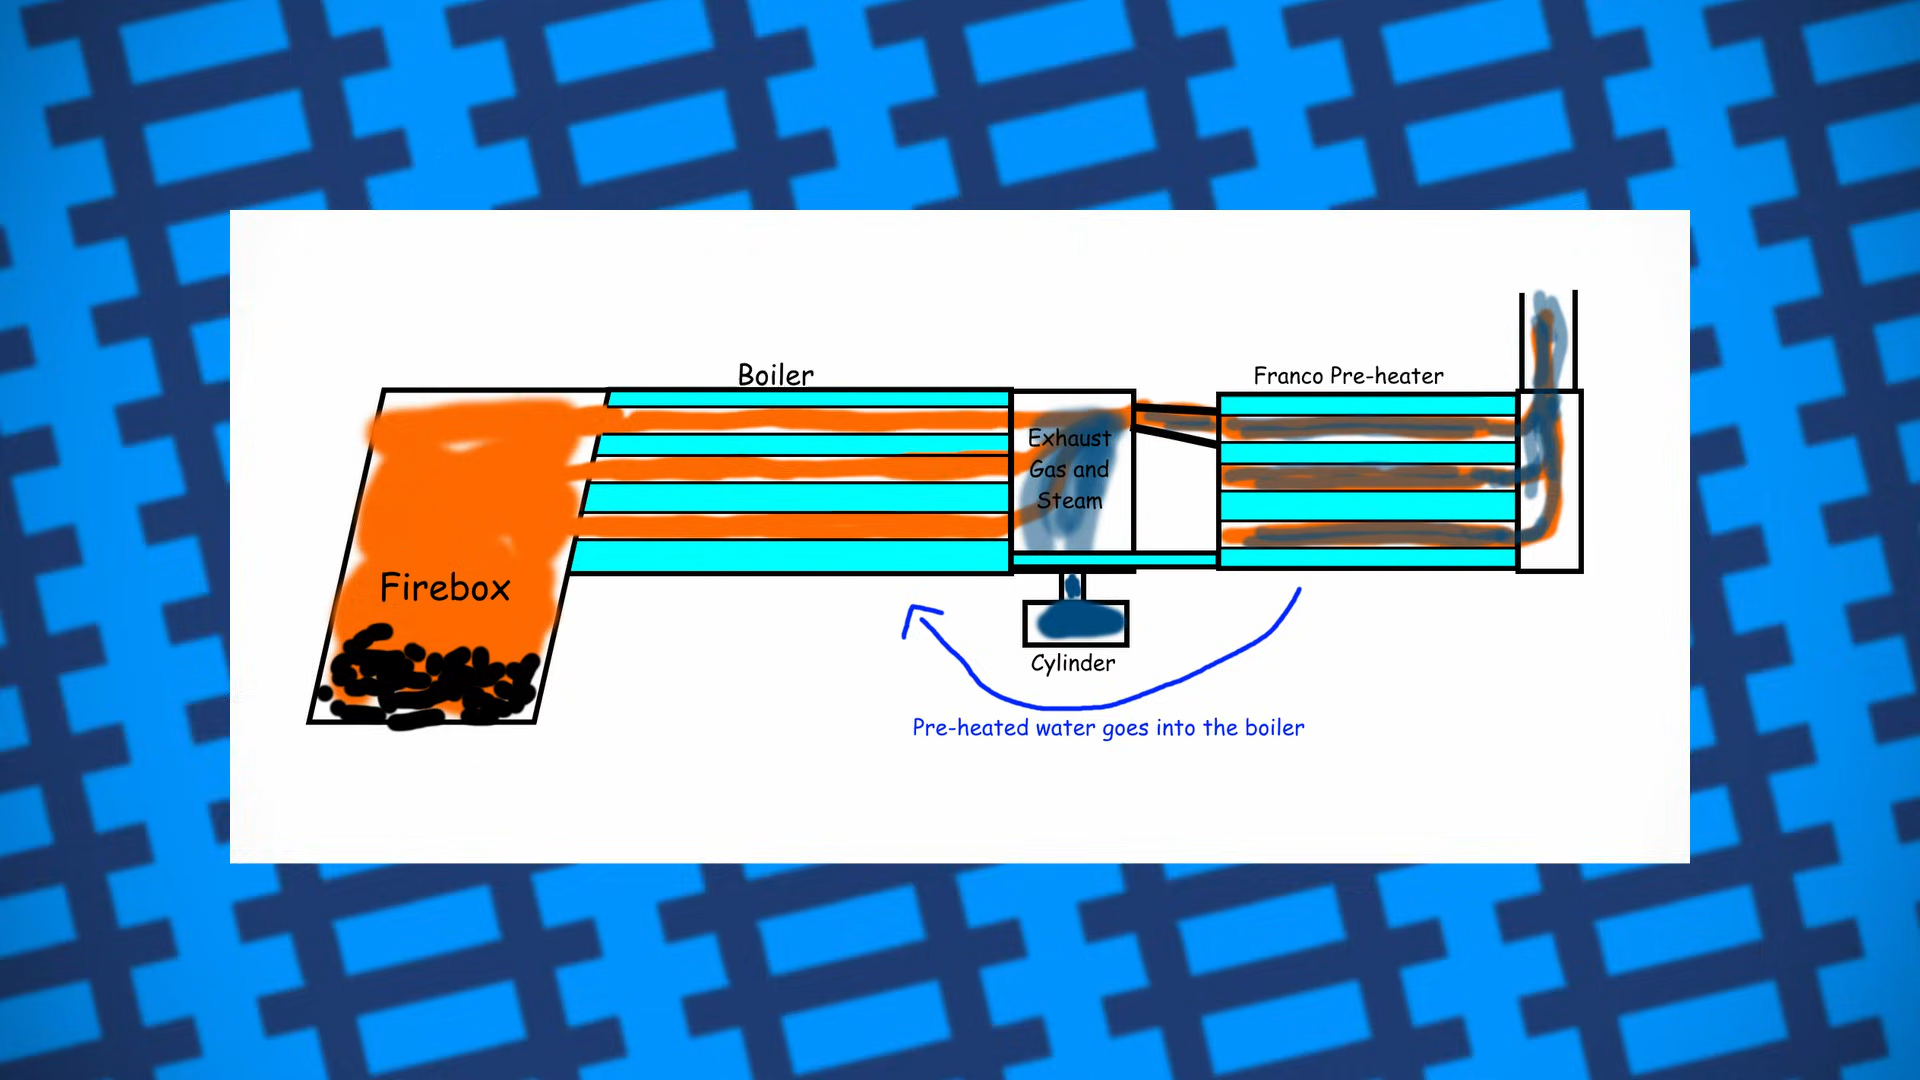 Boiler
Franco Pre-heater
Exhaust
Gas and
Steam
Firebox
Cylinder
Pre-heated water goes into the boiler